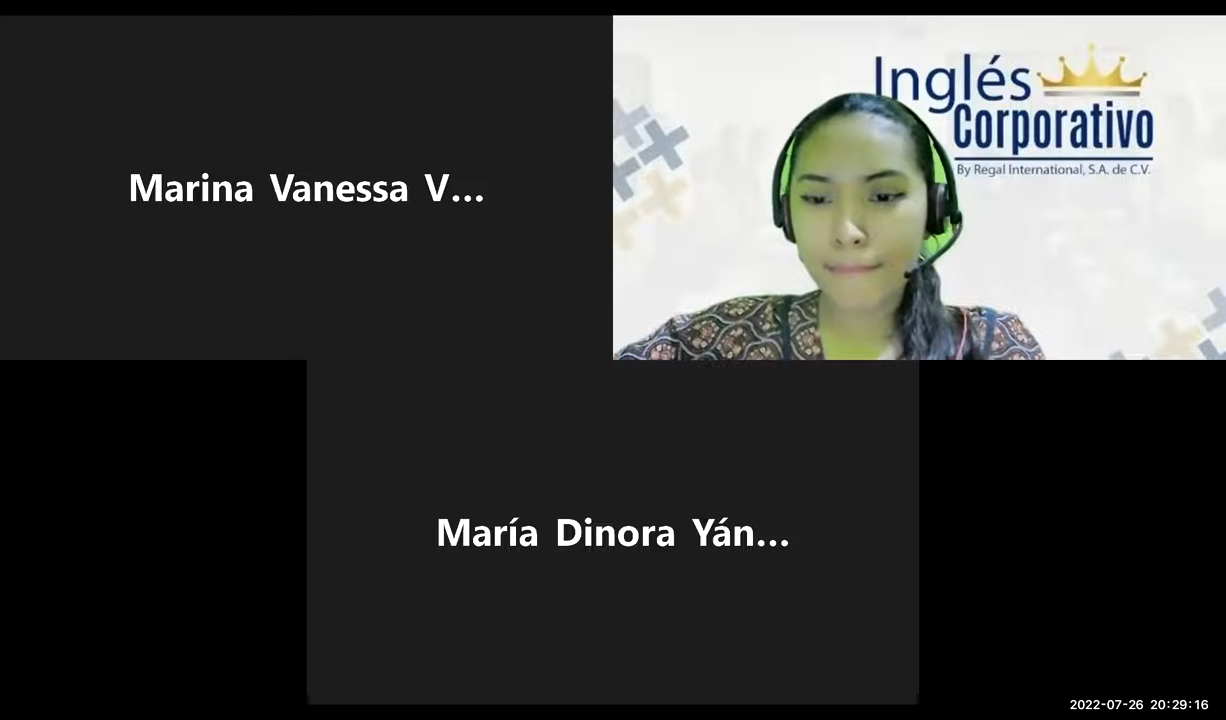 Marina Vanessa V...
Inglés
Corporativo
By Regal International, S.A. de C.V.
María Dinora Yán...
2022-07-26 20:29:16